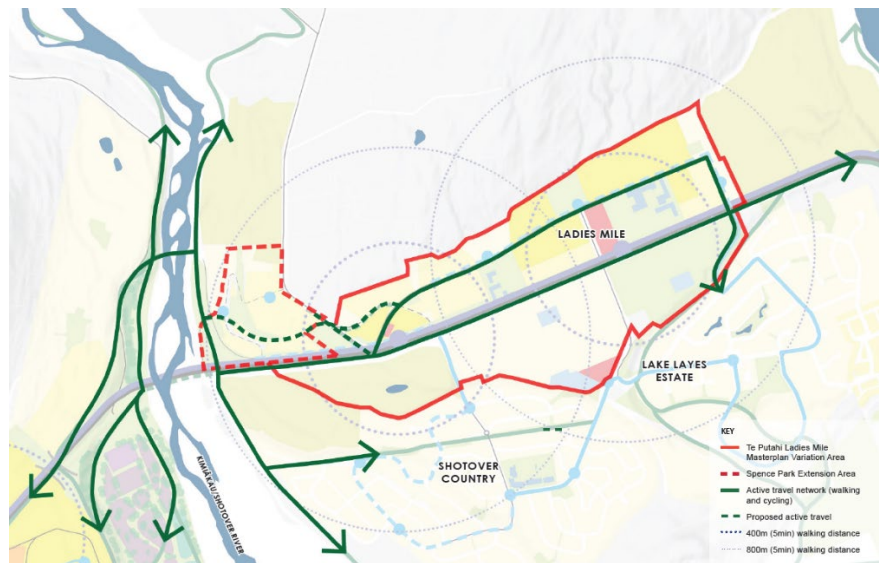 LADIES MILE
LAKE LAYES
ESTATE
SHOTOVER
COUNTRY
KIMIĀKAU/SHOTOVER RIVER
KEY
Te Putahi Ladies Mile
Masterplan Variation Area
Spence Park Extension Area
Active travel network (walking
and cycling)
Proposed active travel
400m (5min) walking distance
800m (5min) walking distance